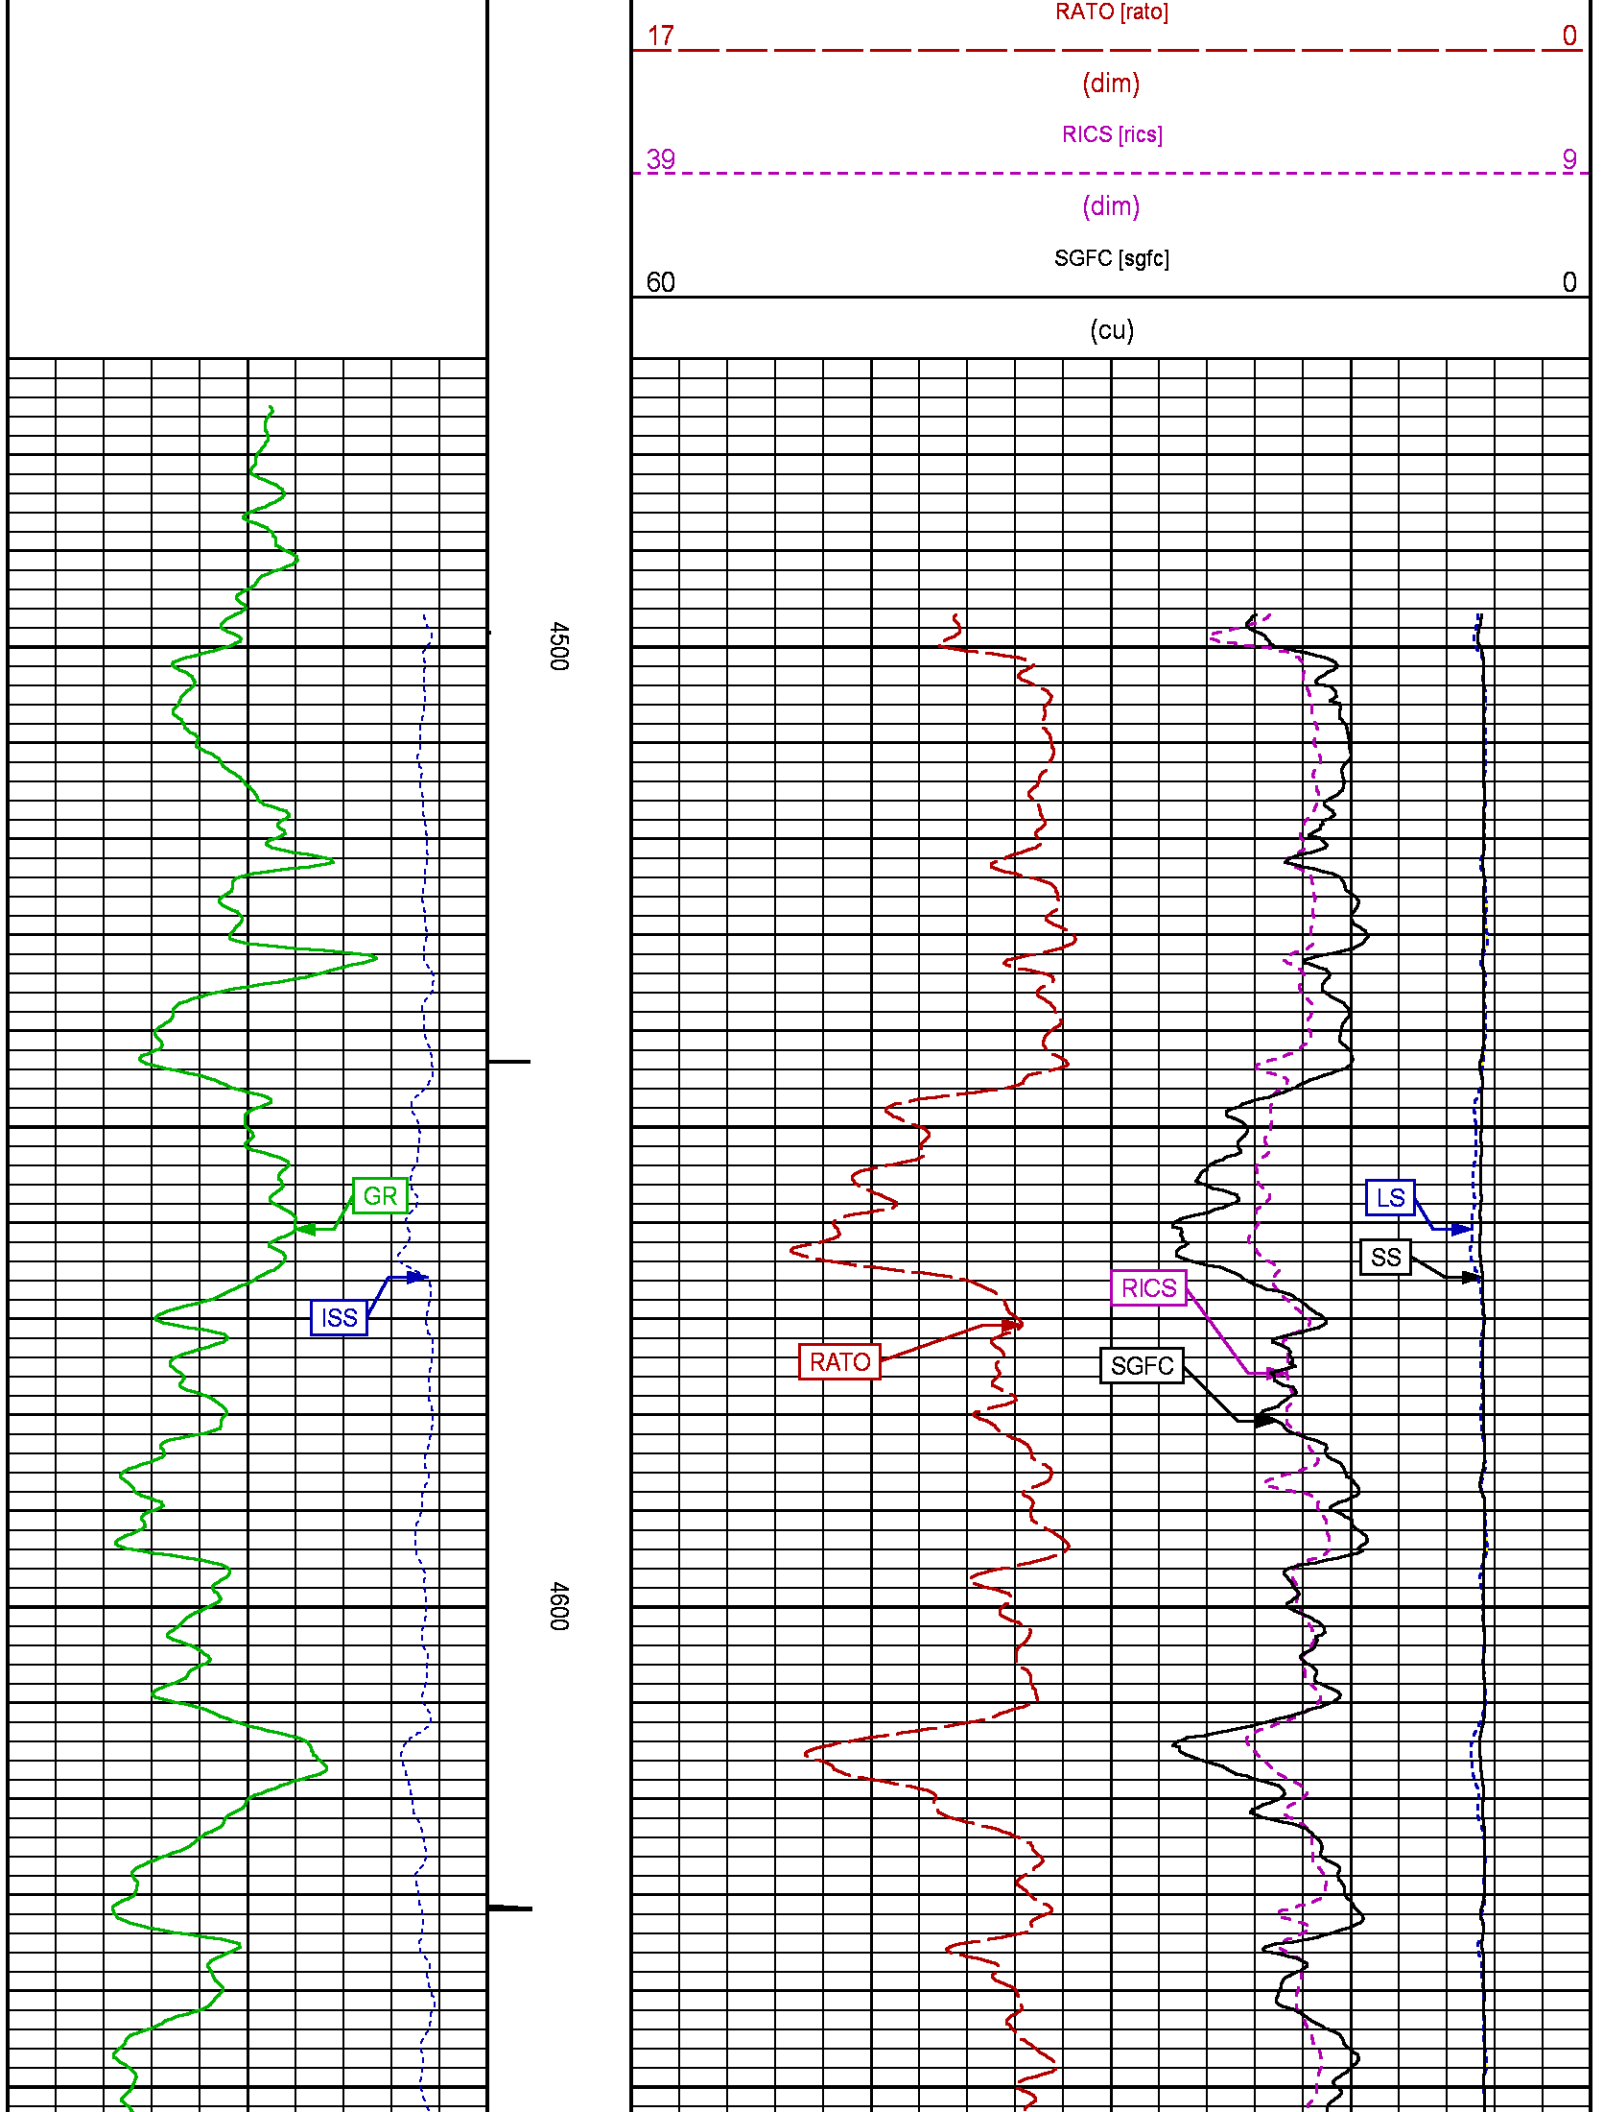 RATO [rato]
17 0
(dim)
RICS [rics]
39 9
(dim)
SGFC [sgfc]
60 0
(cu)
4500
GR
LS
SS
RICS
ISS
RATO
SGFC
4600